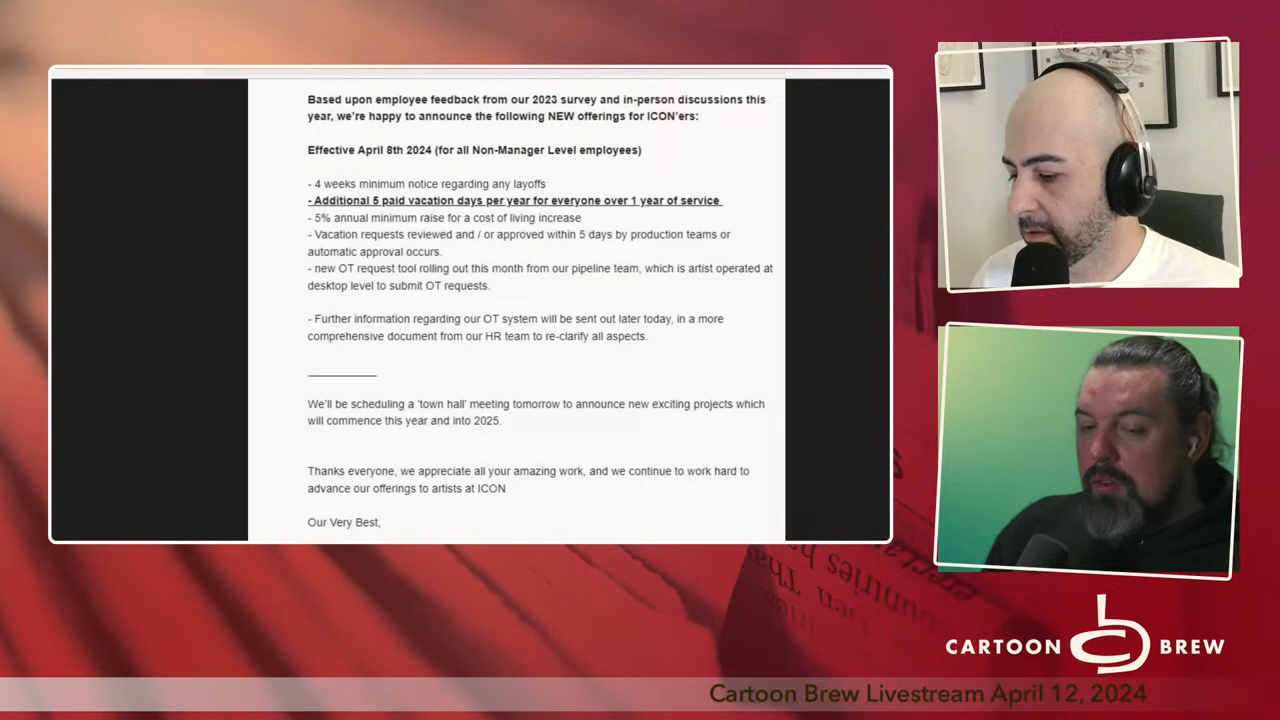 Based upon employee feedback from our 2023 survey and in-person discussions this
year, we're happy to announce the following NEW offerings for ICON'ers:
Effective April 8th 2024 (for all Non-Manager Level employees)
- 4 weeks minimum notice regarding any layoffs
- Additional 5 paid vacation days per year for everyone over 1 year of service
- 5% annual minimum raise for a cost of living increase
- Vacation requests reviewed and / or approved within 5 days by production teams or
automatic approval occurs.
- new OT request tool rolling out this month from our pipeline team, which is artist operated at
desktop level to submit OT requests.
- Further information regarding our OT system will be sent out later today, in a more
comprehensive document from our HR team to re-clarify all aspects.
We'll be scheduling a 'town hall' meeting tomorrow to announce new exciting projects which
will commence this year and into 2025.
Thanks everyone, we appreciate all your amazing work, and we continue to work hard to
advance our offerings to artists at ICON
Our Very Best,
CARTOON BREW
Cartoon Brew Livestream April 12, 2024